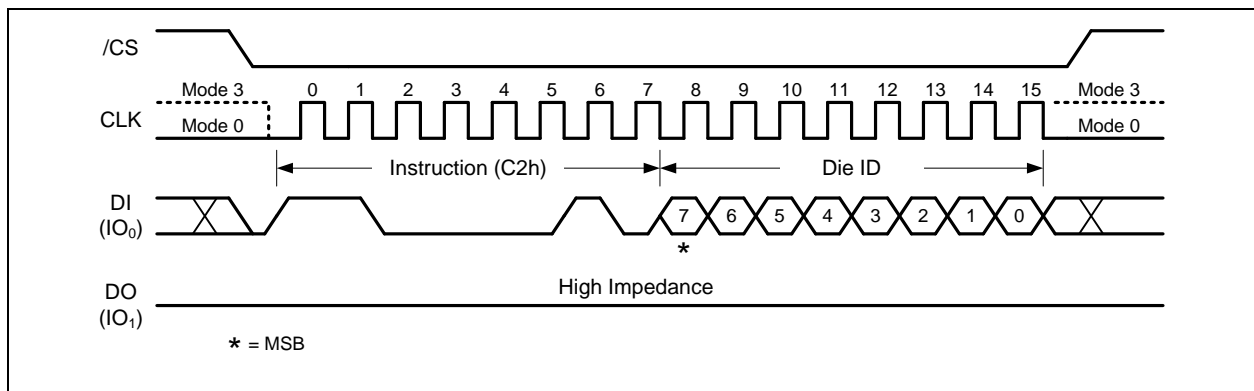 /CS
Mode 3 0 1 2 3 4 5 6 7 8 9 10 11 12 13 14 15 Mode 3
CLK
Mode 0 Mode 0
Instruction (C2h) Die ID
DI
(IO₀)
7 6 5 4 3 2 1 0
*
High Impedance
DO
(IO₁)
* = MSB